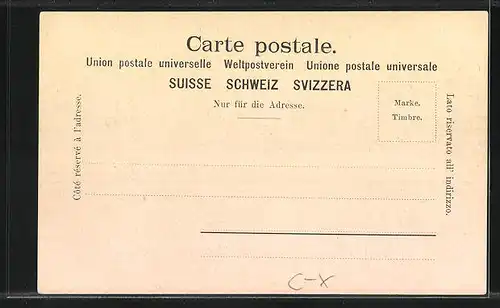 Carte postale.
Union postale universelle Weltpostverein Unione postale universale
SUISSE SCHWEIZ SVIZZERA
Nur für die Adresse.
Marke.
Timbre.
Côté réservé à l'adresse.
Lato riservato all' indirizzo.
C-X